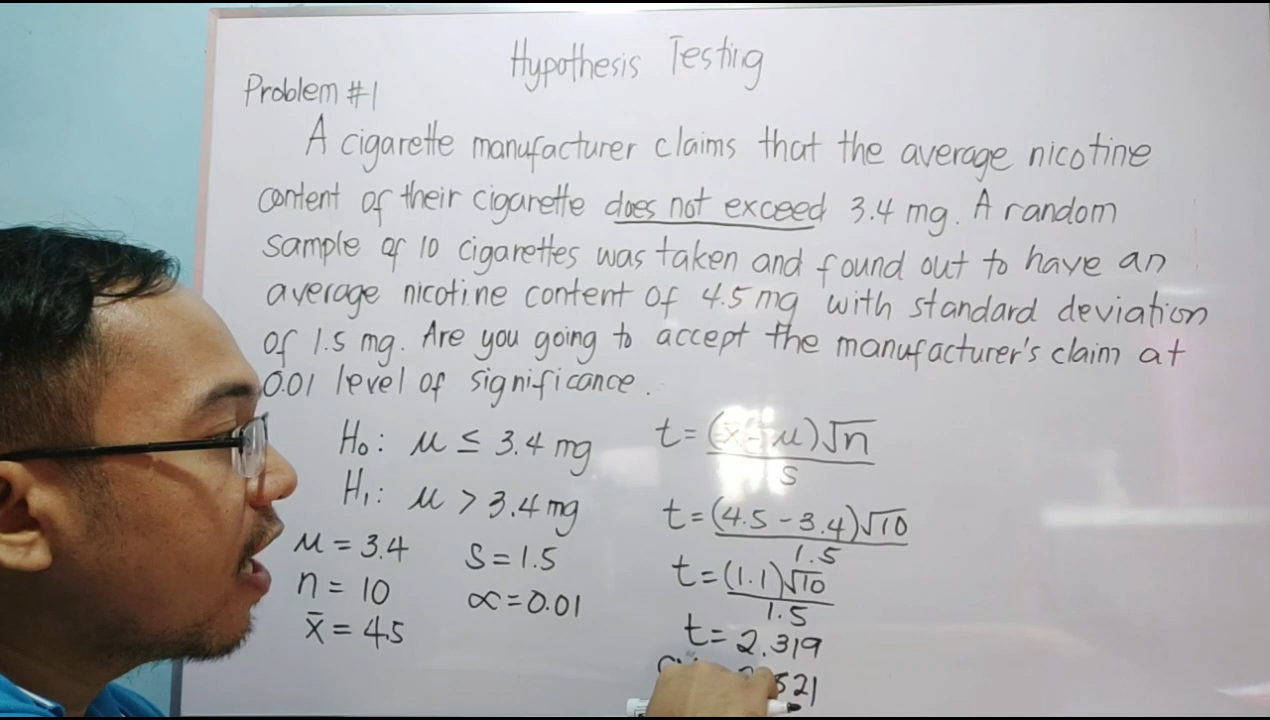 Hypothesis Testing
Problem #1
A cigarette manufacturer claims that the average nicotine
content of their cigarette does not exceed 3.4 mg. A random
sample of 10 cigarettes was taken and found out to have an
average nicotine content of 4.5 mg with standard deviation
of 1.5 mg. Are you going to accept the manufacturer's claim at
0.01 level of significance.
H₀: μ ≤ 3.4 mg
H₁: μ > 3.4 mg
μ = 3.4
n = 10
x̄ = 4.5
s = 1.5
α = 0.01
t = (x̄ - μ)√n / s
t = (4.5 - 3.4)√10 / 1.5
t = (1.1)√10 / 1.5
t = 2.319
21